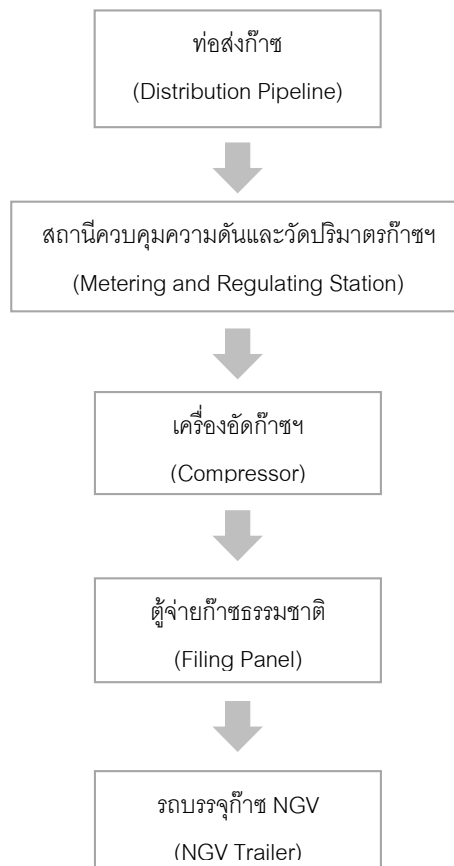 ท่อส่งก๊าซ
(Distribution Pipeline)
สถานีควบคุมความดันและวัดปริมาตรก๊าซฯ
(Metering and Regulating Station)
เครื่องอัดก๊าซฯ
(Compressor)
ตู้จ่ายก๊าซธรรมชาติ
(Filing Panel)
รถบรรจุก๊าซ NGV
(NGV Trailer)